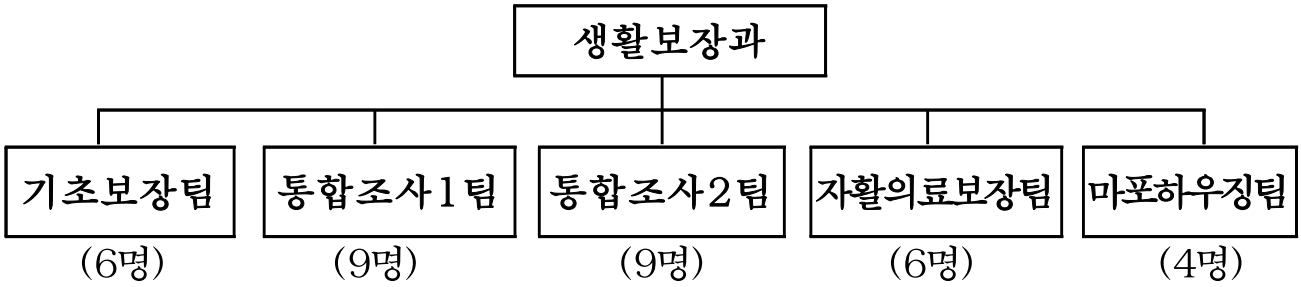 생활보장과
기초보장팀 통합조사1팀 통합조사2팀 자활의료보장팀 마포하우징팀
(6명) (9명) (9명) (6명) (4명)